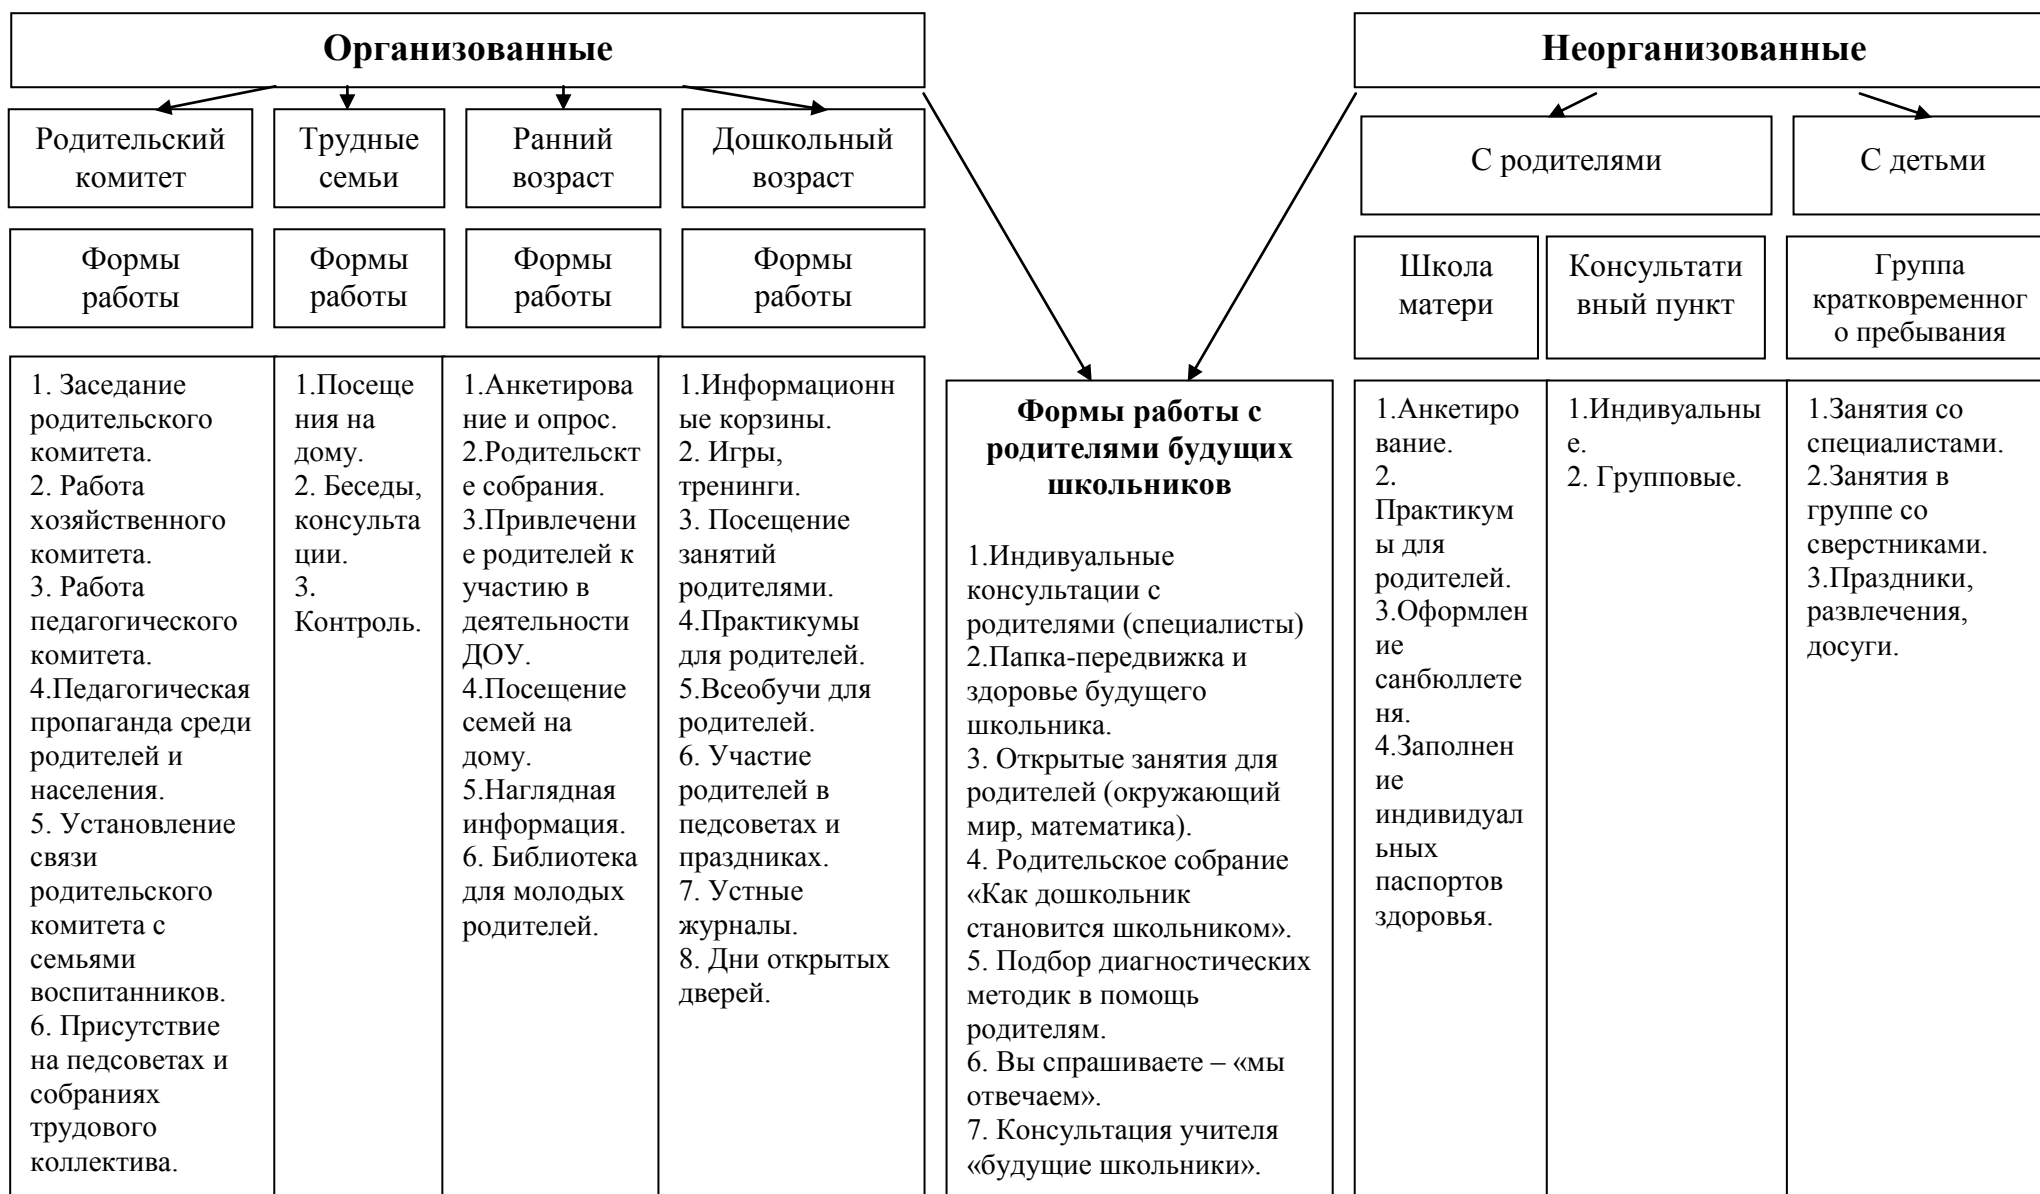 Организованные
Неорганизованные
Родительский
комитет
Трудные
семьи
Ранний
возраст
Дошкольный
возраст
С родителями
С детьми
Формы
работы
Формы
работы
Формы
работы
Формы
работы
Школа
матери
Консультати
вный пункт
Группа
кратковременног
о пребывания
1. Заседание
родительского
комитета.
2. Работа
хозяйственного
комитета.
3. Работа
педагогического
комитета.
4.Педагогическая
пропаганда среди
родителей и
населения.
5. Установление
связи
родительского
комитета с
семьями
воспитанников.
6. Присутствие
на педсоветах и
собраниях
трудового
коллектива.
1.Посеще
ния на
дому.
2. Беседы,
консульта
ции.
3.
Контроль.
1.Анкетирова
ние и опрос.
2.Родительскт
е собрания.
3.Привлечени
е родителей к
участию в
деятельности
ДОУ.
4.Посещение
семей на
дому.
5.Наглядная
информация.
6. Библиотека
для молодых
родителей.
1.Информационн
ые корзины.
2. Игры,
тренинги.
3. Посещение
занятий
родителями.
4.Практикумы
для родителей.
5.Всеобучи для
родителей.
6. Участие
родителей в
педсоветах и
праздниках.
7. Устные
журналы.
8. Дни открытых
дверей.
Формы работы с
родителями будущих
школьников
1.Индивуальные
консультации с
родителями (специалисты)
2.Папка-передвижка и
здоровье будущего
школьника.
3. Открытые занятия для
родителей (окружающий
мир, математика).
4. Родительское собрание
«Как дошкольник
становится школьником».
5. Подбор диагностических
методик в помощь
родителям.
6. Вы спрашиваете – «мы
отвечаем».
7. Консультация учителя
«будущие школьники».
1.Анкетиро
вание.
2.
Практикум
ы для
родителей.
3.Оформлен
ие
санбюллете
ня.
4.Заполнен
ие
индивидуал
ьных
паспортов
здоровья.
1.Индивуальны
е.
2. Групповые.
1.Занятия со
специалистами.
2.Занятия в
группе со
сверстниками.
3.Праздники,
развлечения,
досуги.